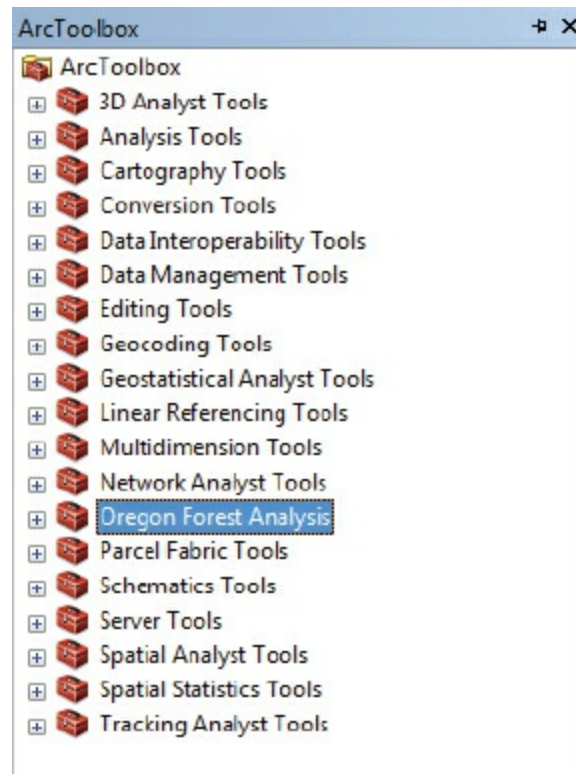 ArcToolbox
ArcToolbox
3D Analyst Tools
Analysis Tools
Cartography Tools
Conversion Tools
Data Interoperability Tools
Data Management Tools
Editing Tools
Geocoding Tools
Geostatistical Analyst Tools
Linear Referencing Tools
Multidimension Tools
Network Analyst Tools
Oregon Forest Analysis
Parcel Fabric Tools
Schematics Tools
Server Tools
Spatial Analyst Tools
Spatial Statistics Tools
Tracking Analyst Tools